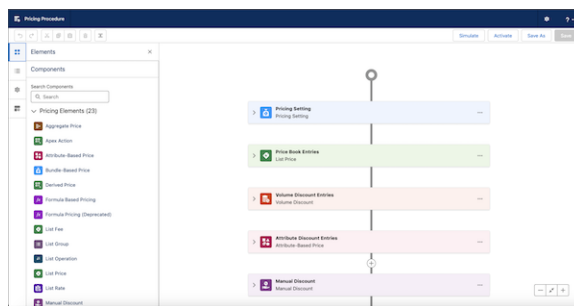 Pricing Procedure
?
Simulate
Activate
Save As
Save
Elements
Components
Search Components
Search
Pricing Elements (23)
Aggregate Price
Apex Action
Attribute-Based Price
Bundle-Based Price
Derived Price
Formula Based Pricing
Formula Pricing (Deprecated)
List Fee
List Group
List Operation
List Price
List Rate
Manual Discount
Pricing Setting
Pricing Setting
Price Book Entries
List Price
Volume Discount Entries
Volume Discount
Attribute Discount Entries
Attribute-Based Price
Manual Discount
Manual Discount